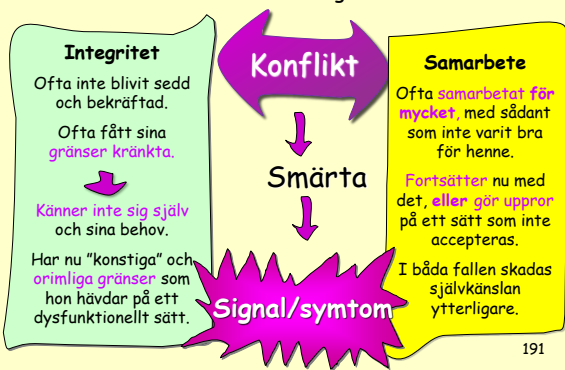 Integritet
Ofta inte blivit sedd
och bekräftad.
Ofta fått sina
gränser kränkta.
Känner inte sig själv
och sina behov.
Har nu "konstiga" och
orimliga gränser som
hon hävdar på ett
dysfunktionellt sätt.
Konflikt
Smärta
Signal/symtom
Samarbete
Ofta samarbetat för
mycket, med sådant
som inte varit bra
för henne.
Fortsätter nu med
det, eller gör uppror
på ett sätt som inte
accepteras.
I båda fallen skadas
självkänslan
ytterligare.
191